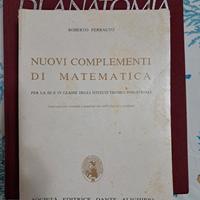 DI ANATOMIA
ROBERTO FERRAUTO
NUOVI COMPLEMENTI
DI MATEMATICA
PER LA III E IV CLASSE DEGLI ISTITUTI TECNICI INDUSTRIALI
SOCIETÀ EDITRICE DANTE ALIGHIERI